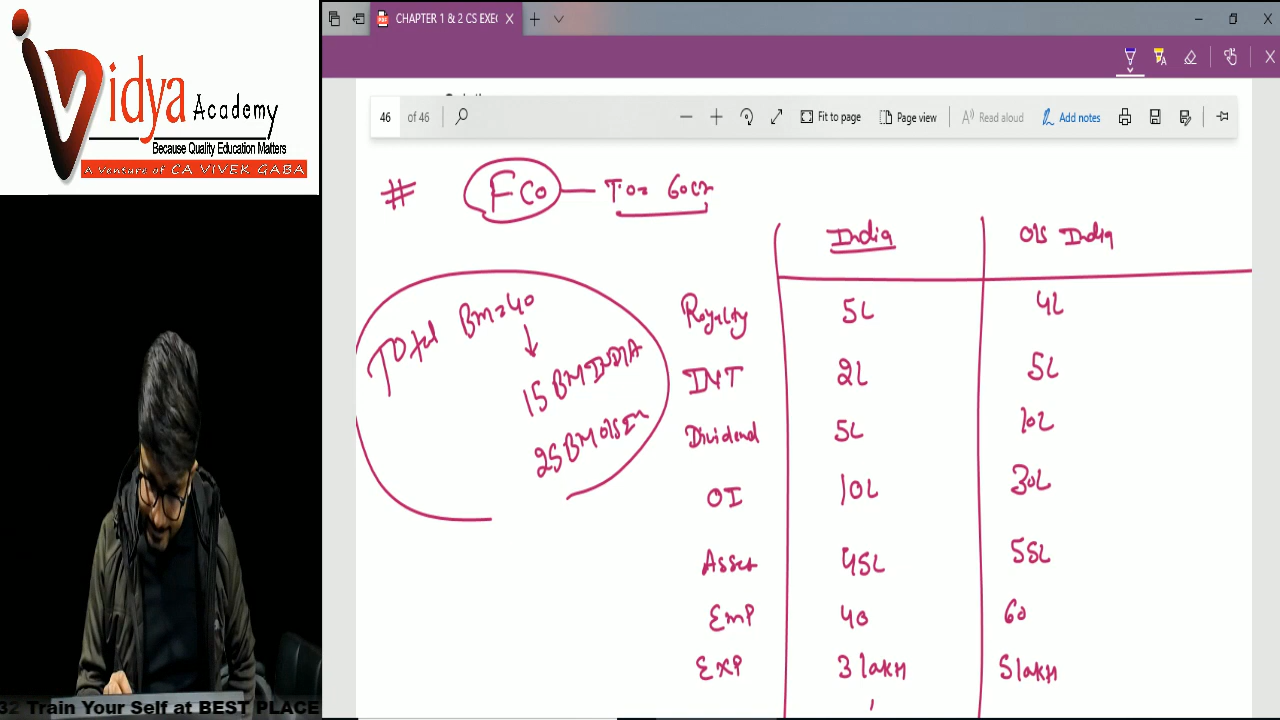 Vidya Academy
Because Quality Education Matters
A Venture of CA VIVEK GABA
CHAPTER 1 & 2 CS EXEC
46 of 46
Fit to page
Page view
Read aloud
Add notes
# FCo — T.O= 60cr
India
O/S India
Total BM=40
15 BM INDIA
25 BM O/S In
Royalty 5L 4L
INT 2L 5L
Dividend 5L 10L
OI 10L 30L
Asset 45L 55L
Emp 40 60
EXP 3 lakh 5 lakh
32 Train Your Self at BEST PLACE